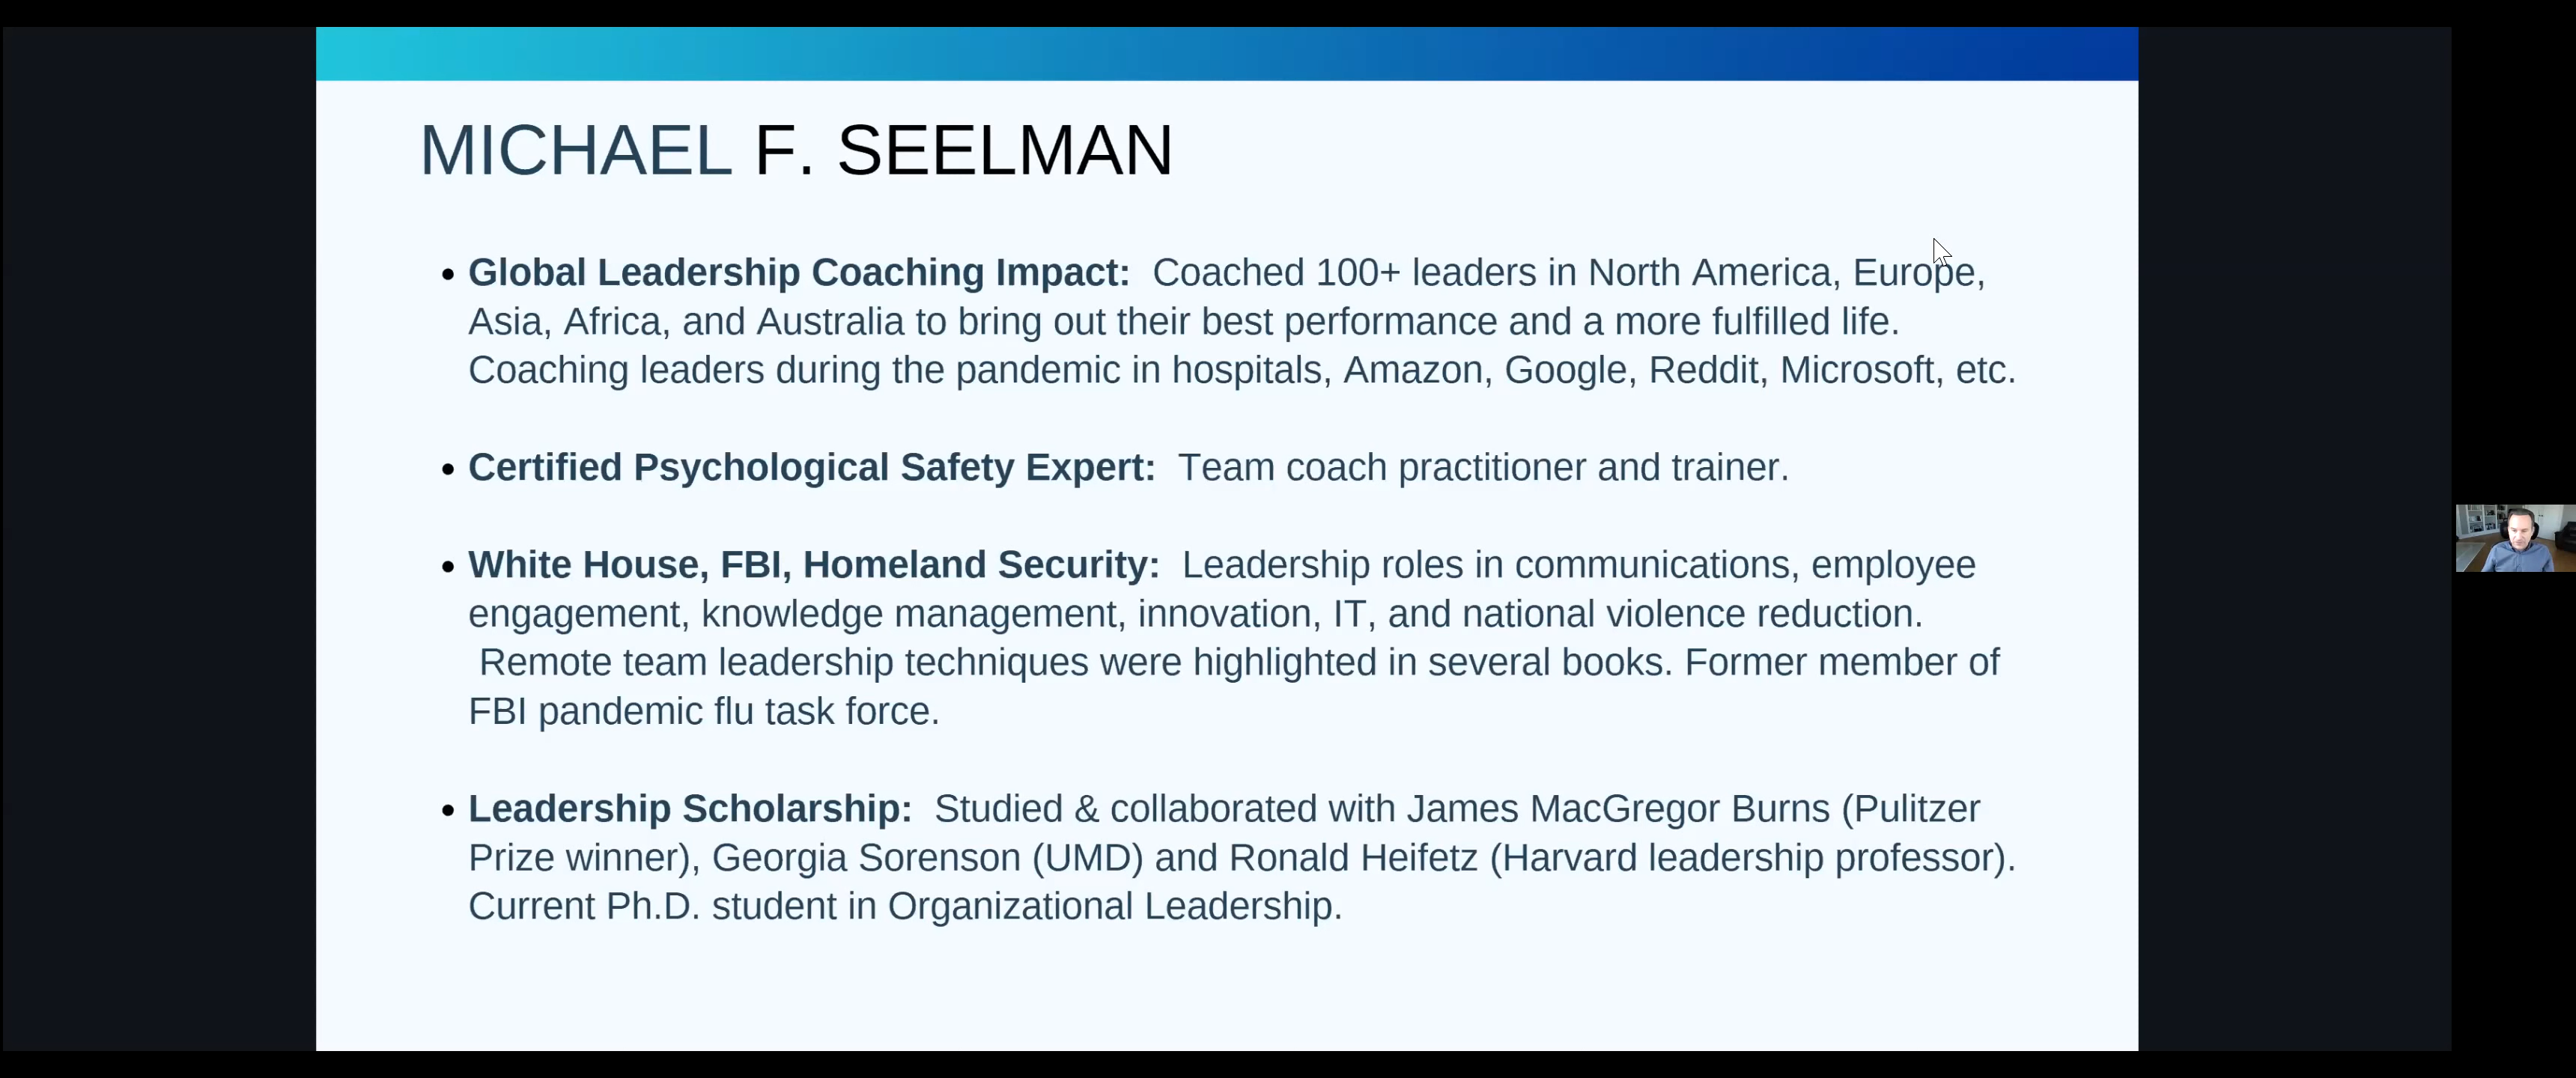 MICHAEL F. SEELMAN
• Global Leadership Coaching Impact:  Coached 100+ leaders in North America, Europe,
Asia, Africa, and Australia to bring out their best performance and a more fulfilled life.
Coaching leaders during the pandemic in hospitals, Amazon, Google, Reddit, Microsoft, etc.
• Certified Psychological Safety Expert:  Team coach practitioner and trainer.
• White House, FBI, Homeland Security:  Leadership roles in communications, employee
engagement, knowledge management, innovation, IT, and national violence reduction.
Remote team leadership techniques were highlighted in several books. Former member of
FBI pandemic flu task force.
• Leadership Scholarship:  Studied & collaborated with James MacGregor Burns (Pulitzer
Prize winner), Georgia Sorenson (UMD) and Ronald Heifetz (Harvard leadership professor).
Current Ph.D. student in Organizational Leadership.